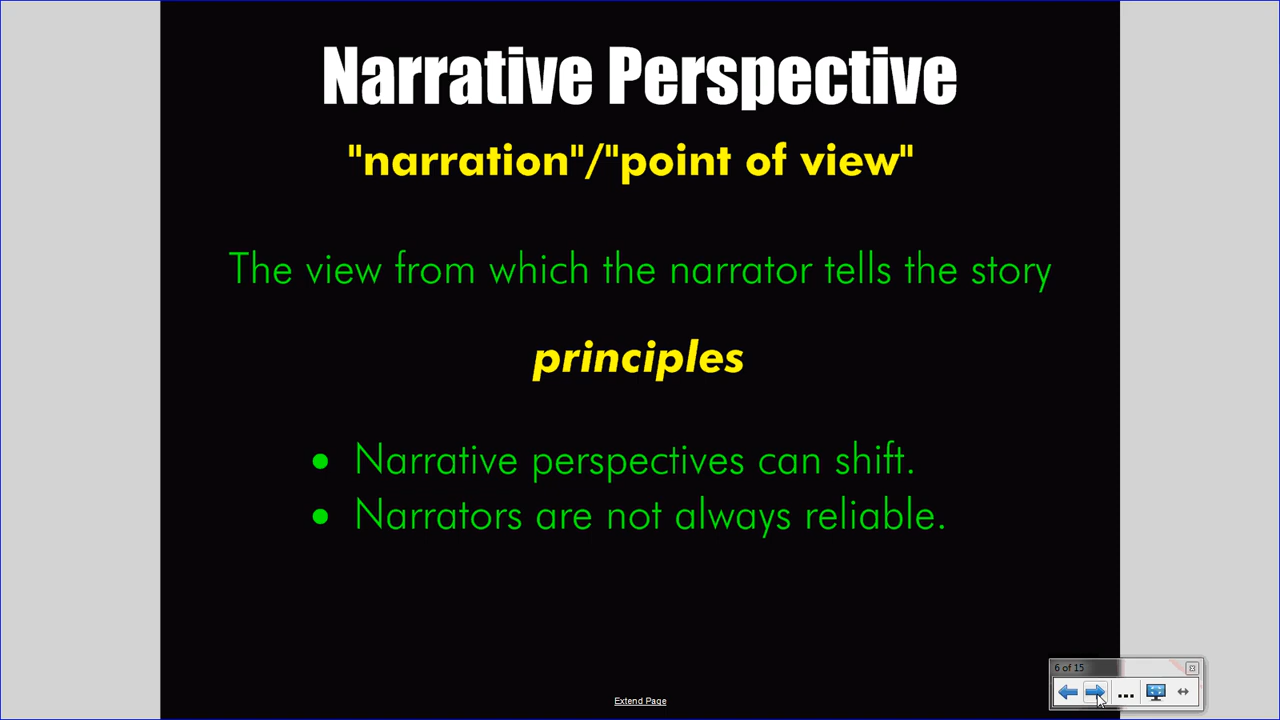 Narrative Perspective
"narration"/"point of view"
The view from which the narrator tells the story
principles
• Narrative perspectives can shift.
• Narrators are not always reliable.
6 of 15
...
Extend Page